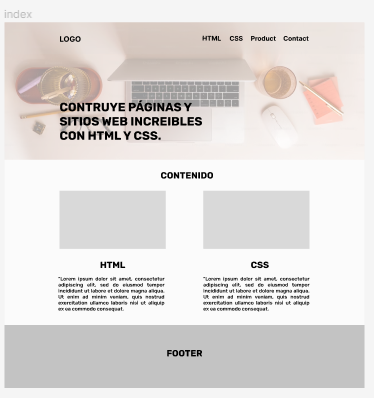 index
LOGO HTML CSS Product Contact
CONTRUYE PÁGINAS Y
SITIOS WEB INCREIBLES
CON HTML Y CSS.
CONTENIDO
HTML
"Lorem ipsum dolor sit amet, consectetur
adipiscing elit, sed do eiusmod tempor
incididunt ut labore et dolore magna aliqua.
Ut enim ad minim veniam, quis nostrud
exercitation ullamco laboris nisi ut aliquip
ex ea commodo consequat.
CSS
"Lorem ipsum dolor sit amet, consectetur
adipiscing elit, sed do eiusmod tempor
incididunt ut labore et dolore magna aliqua.
Ut enim ad minim veniam, quis nostrud
exercitation ullamco laboris nisi ut aliquip
ex ea commodo consequat.
FOOTER